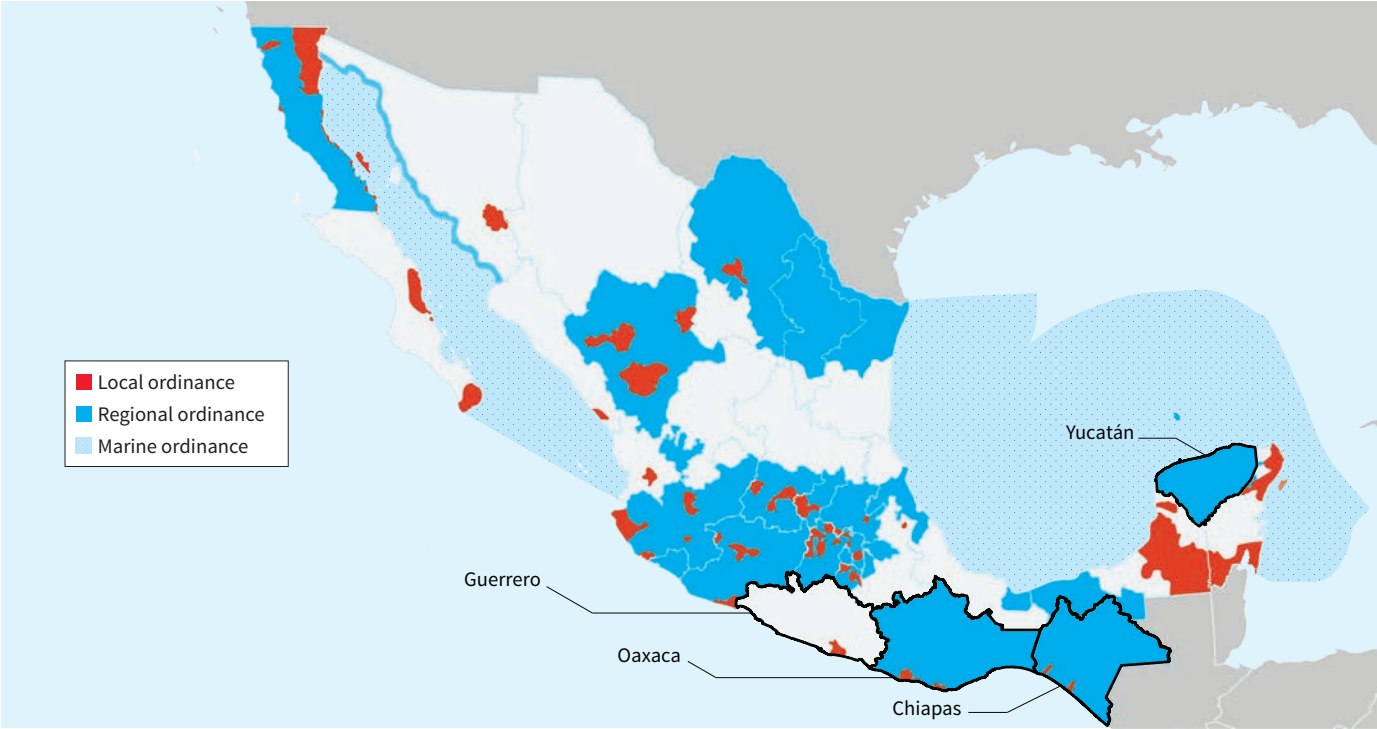 Local ordinance
Regional ordinance
Marine ordinance
Yucatán
Guerrero
Oaxaca
Chiapas